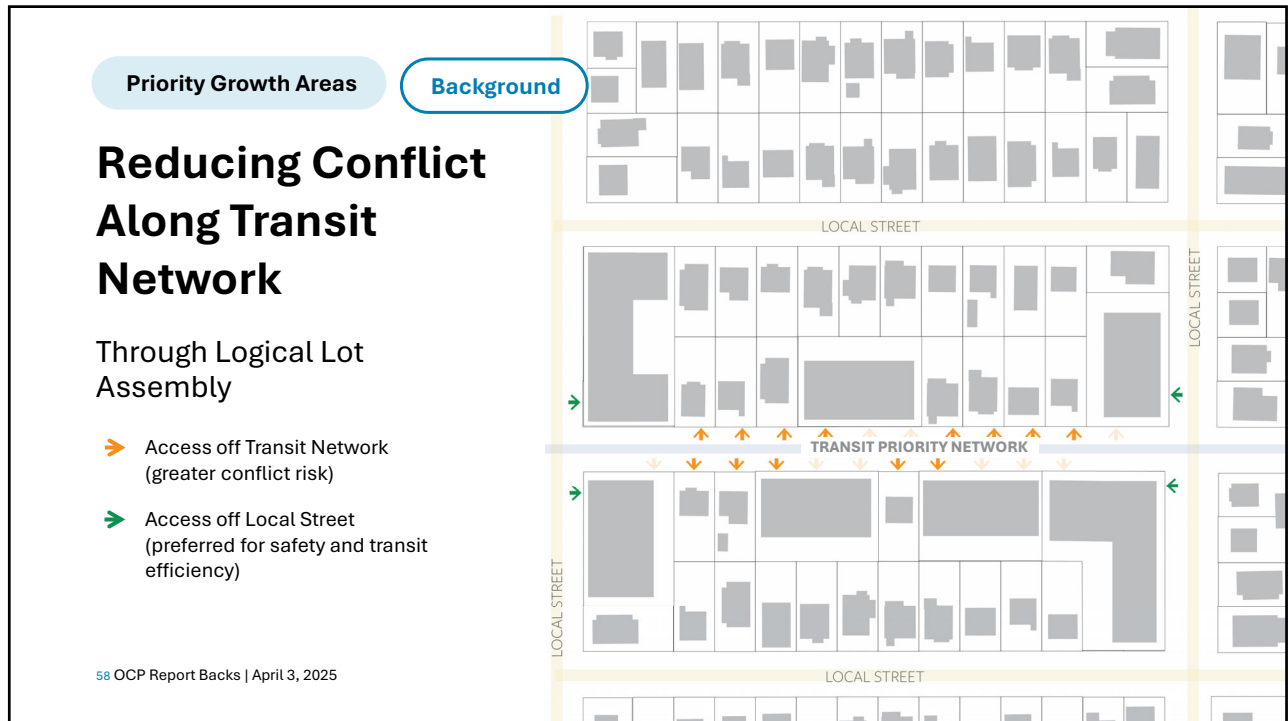 Priority Growth Areas
Background
Reducing Conflict
Along Transit
Network
Through Logical Lot
Assembly
Access off Transit Network
(greater conflict risk)
Access off Local Street
(preferred for safety and transit
efficiency)
58 OCP Report Backs | April 3, 2025
LOCAL STREET
LOCAL STREET
TRANSIT PRIORITY NETWORK
LOCAL STREET
LOCAL STREET